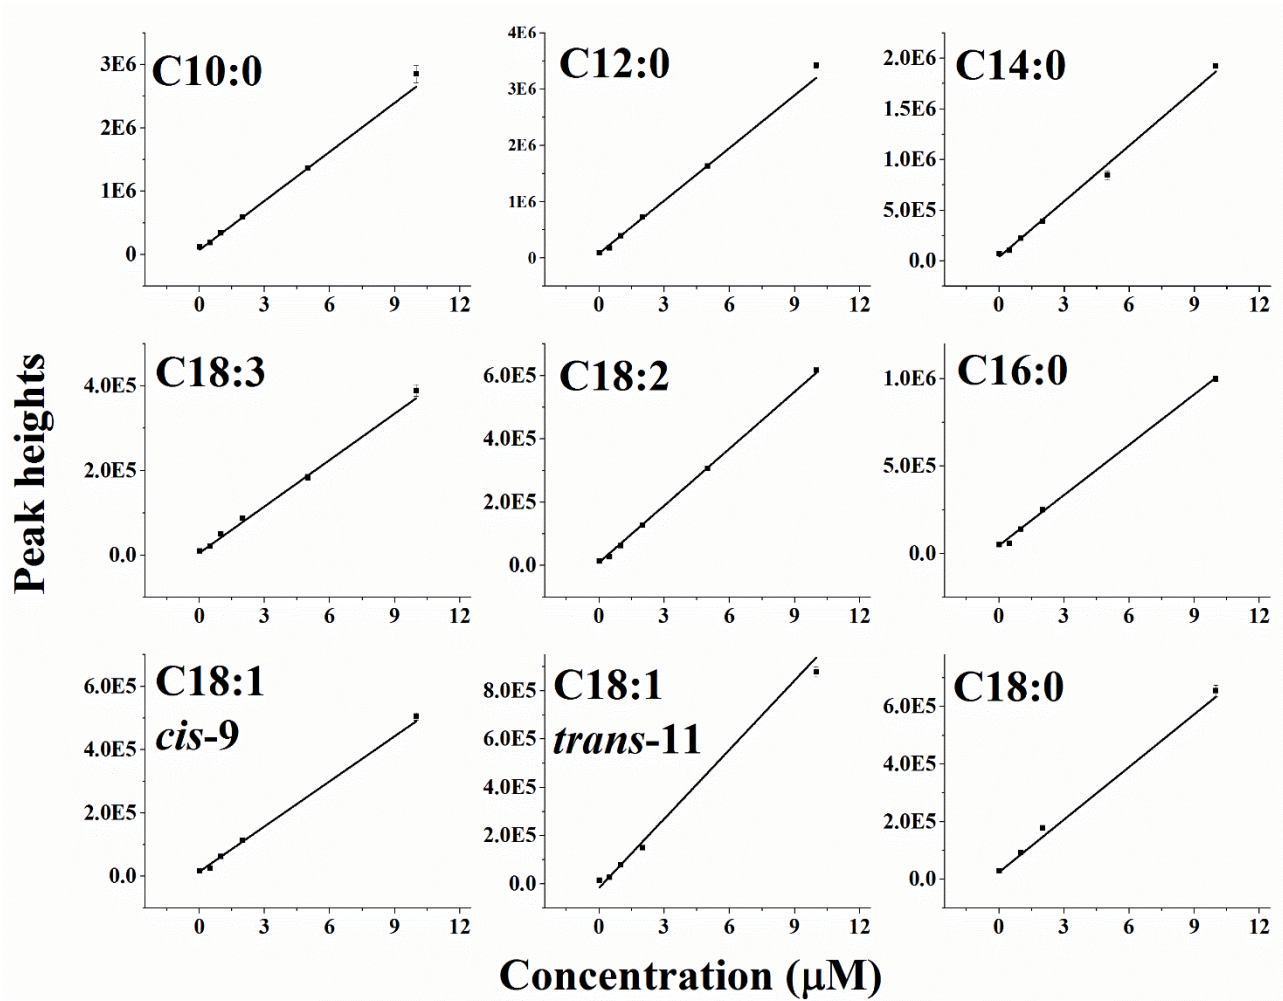 Peak heights
C10:0
3E6
2E6
1E6
0
0 3 6 9 12
C12:0
4E6
3E6
2E6
1E6
0
0 3 6 9 12
C14:0
2.0E6
1.5E6
1.0E6
5.0E5
0.0
0 3 6 9 12
C18:3
4.0E5
2.0E5
0.0
0 3 6 9 12
C18:2
6.0E5
4.0E5
2.0E5
0.0
0 3 6 9 12
C16:0
1.0E6
5.0E5
0.0
0 3 6 9 12
C18:1
cis-9
6.0E5
4.0E5
2.0E5
0.0
0 3 6 9 12
C18:1
trans-11
8.0E5
6.0E5
4.0E5
2.0E5
0.0
0 3 6 9 12
C18:0
6.0E5
4.0E5
2.0E5
0.0
0 3 6 9 12
Concentration (μM)